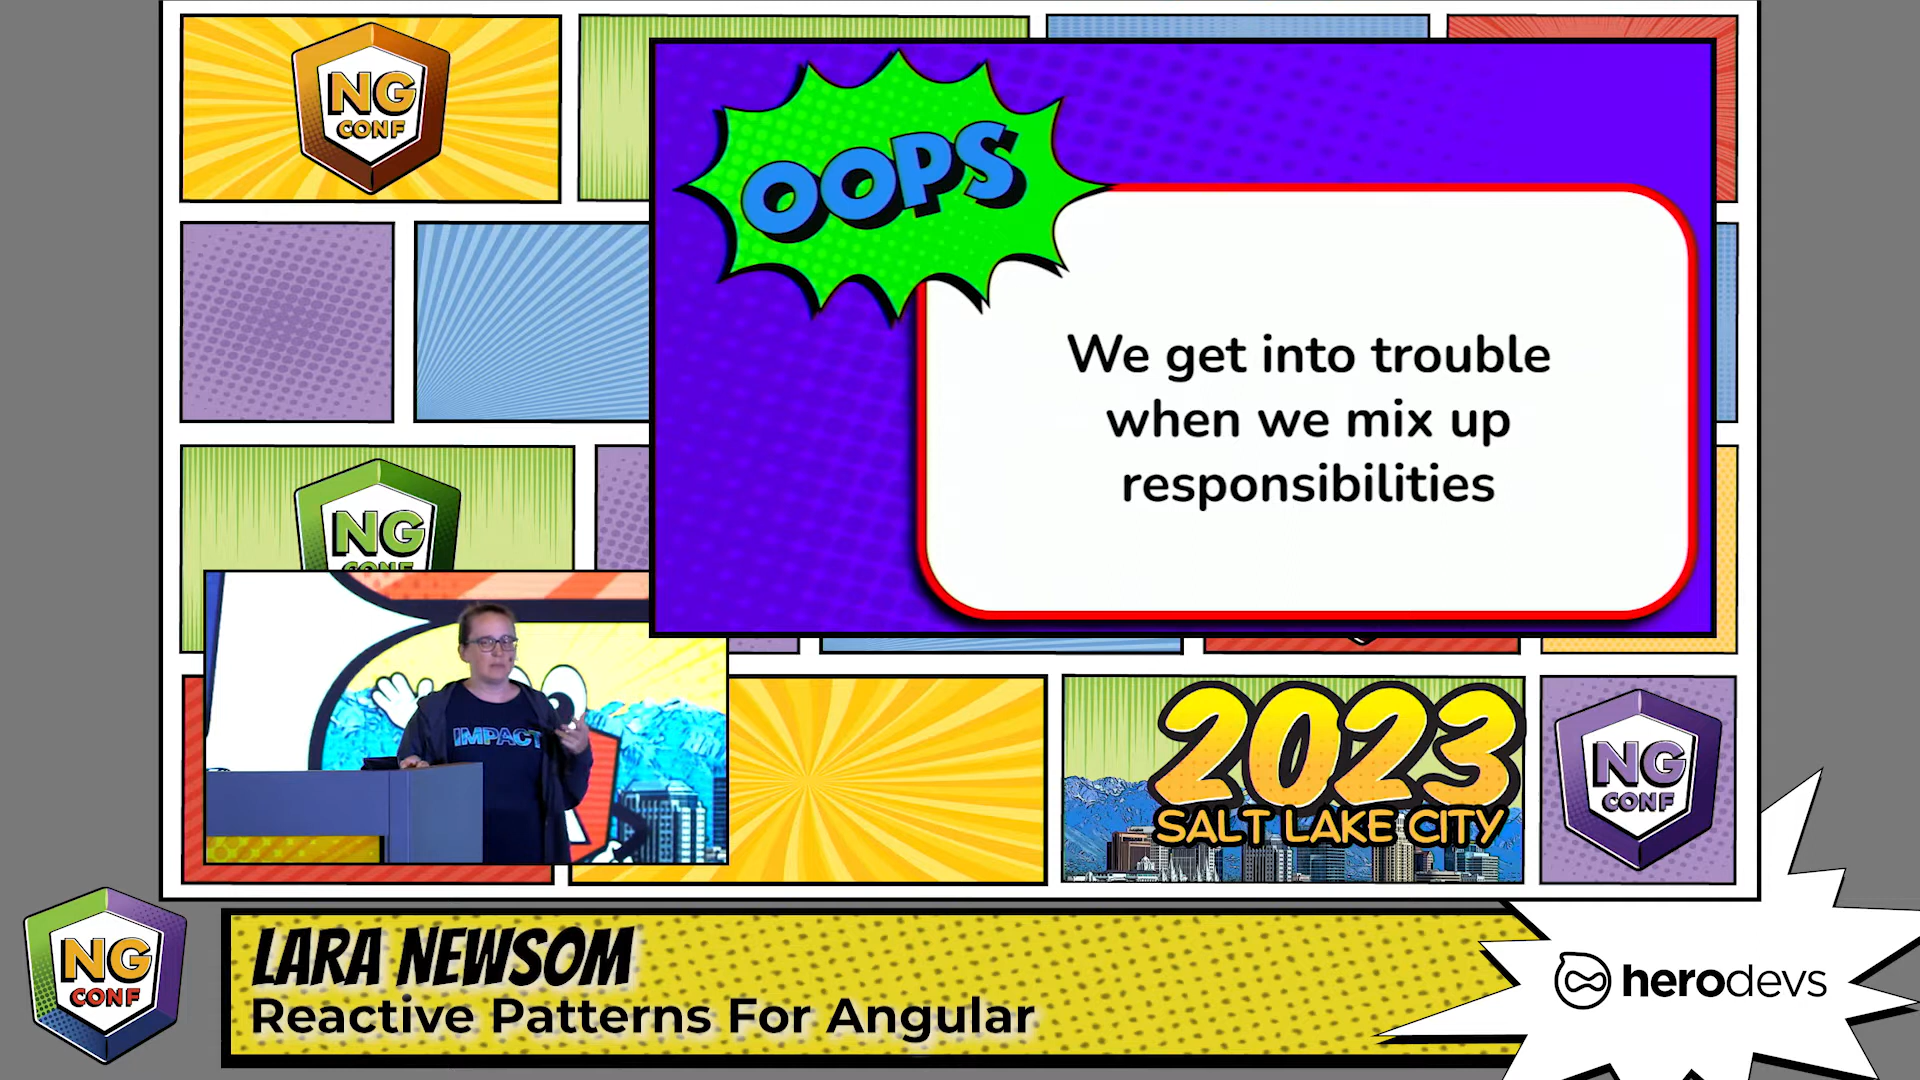 NG
CONF
OOPS
We get into trouble
when we mix up
responsibilities
NG
CONF
IMPACT
2023
SALT LAKE CITY
NG
CONF
NG
CONF
LARA NEWSOM
Reactive Patterns For Angular
herodevs